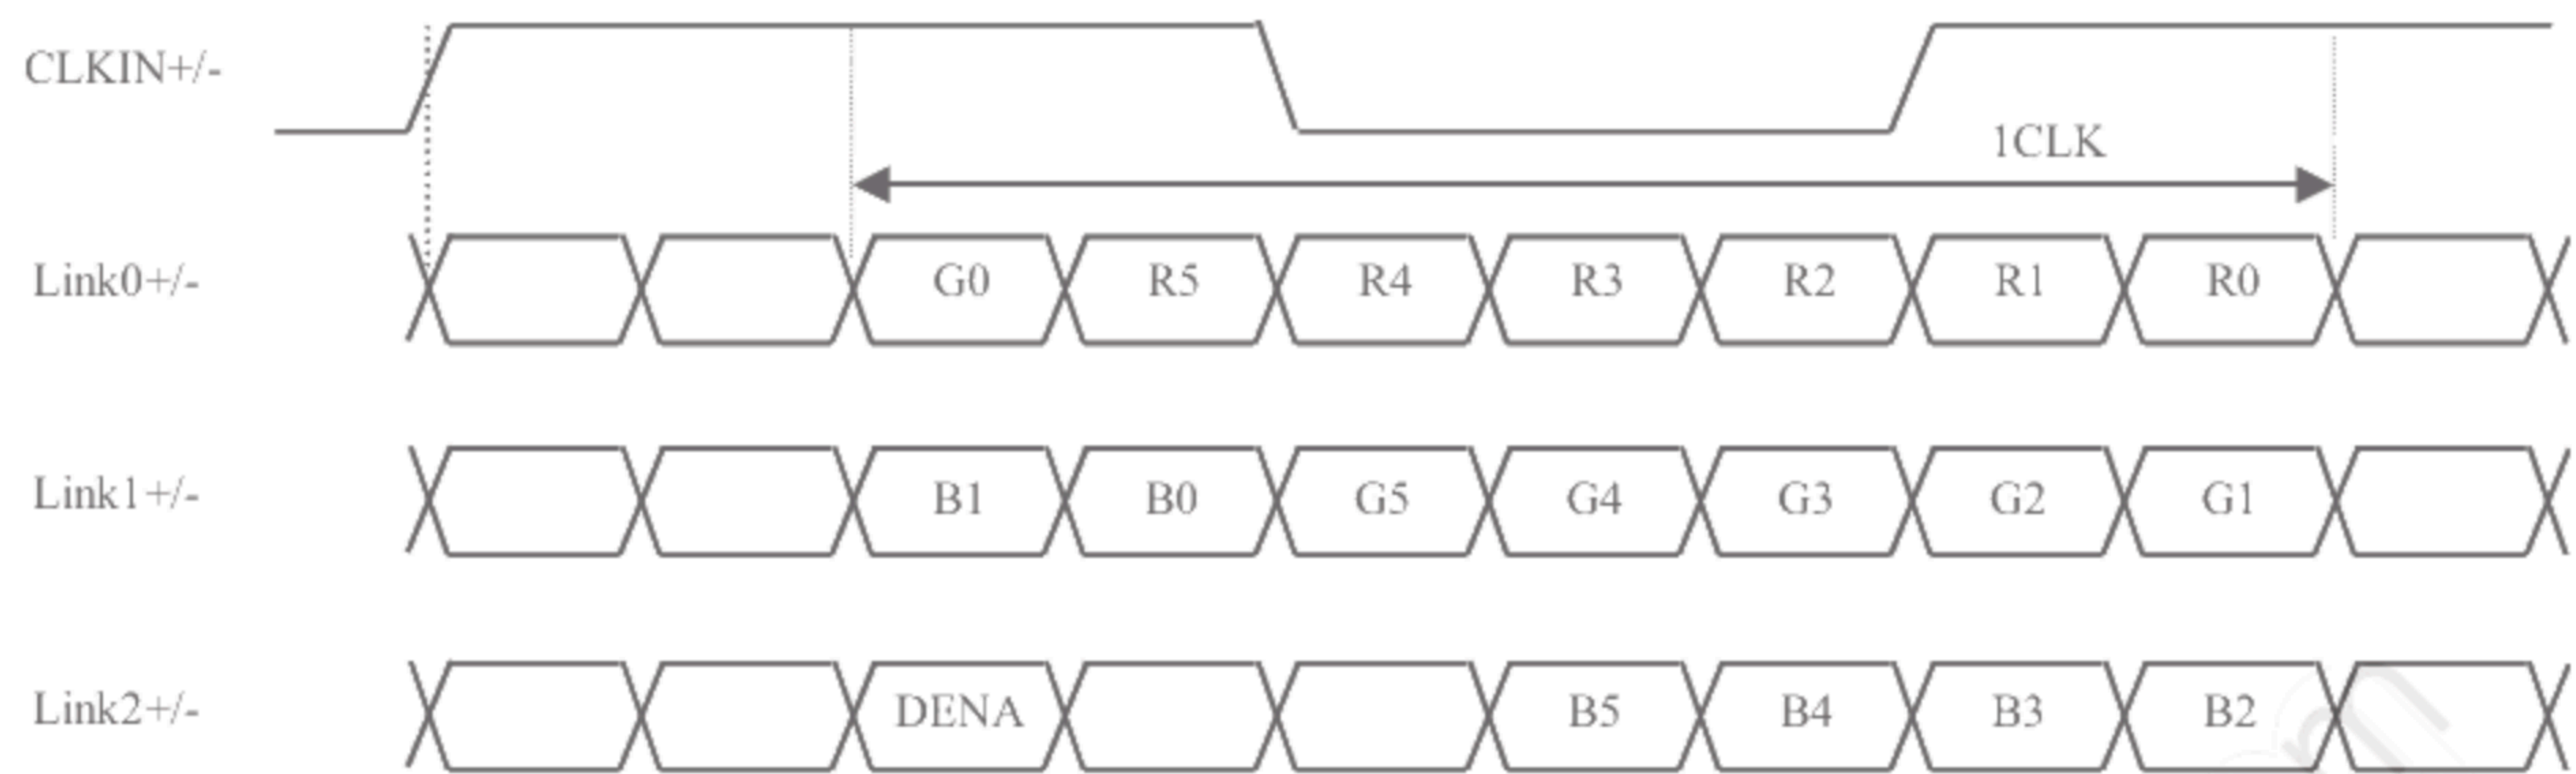 CLKIN+/-
1CLK
Link0+/- G0 R5 R4 R3 R2 R1 R0
Link1+/- B1 B0 G5 G4 G3 G2 G1
Link2+/- DENA B5 B4 B3 B2